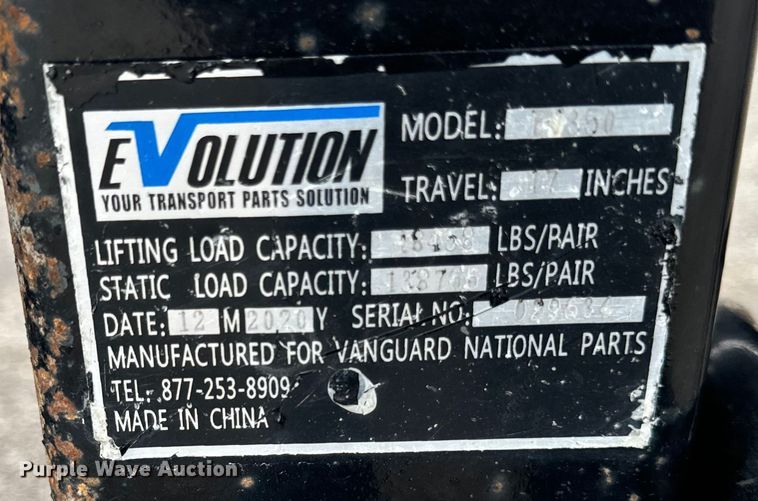 EVOLUTION
YOUR TRANSPORT PARTS SOLUTION
MODEL:
TRAVEL: 17 INCHES
LIFTING LOAD CAPACITY: LBS/PAIR
STATIC LOAD CAPACITY: LBS/PAIR
DATE: 12 M 2020 Y SERIAL NO: 029634
MANUFACTURED FOR VANGUARD NATIONAL PARTS
TEL: 877-253-8909
MADE IN CHINA
Purple Wave Auction